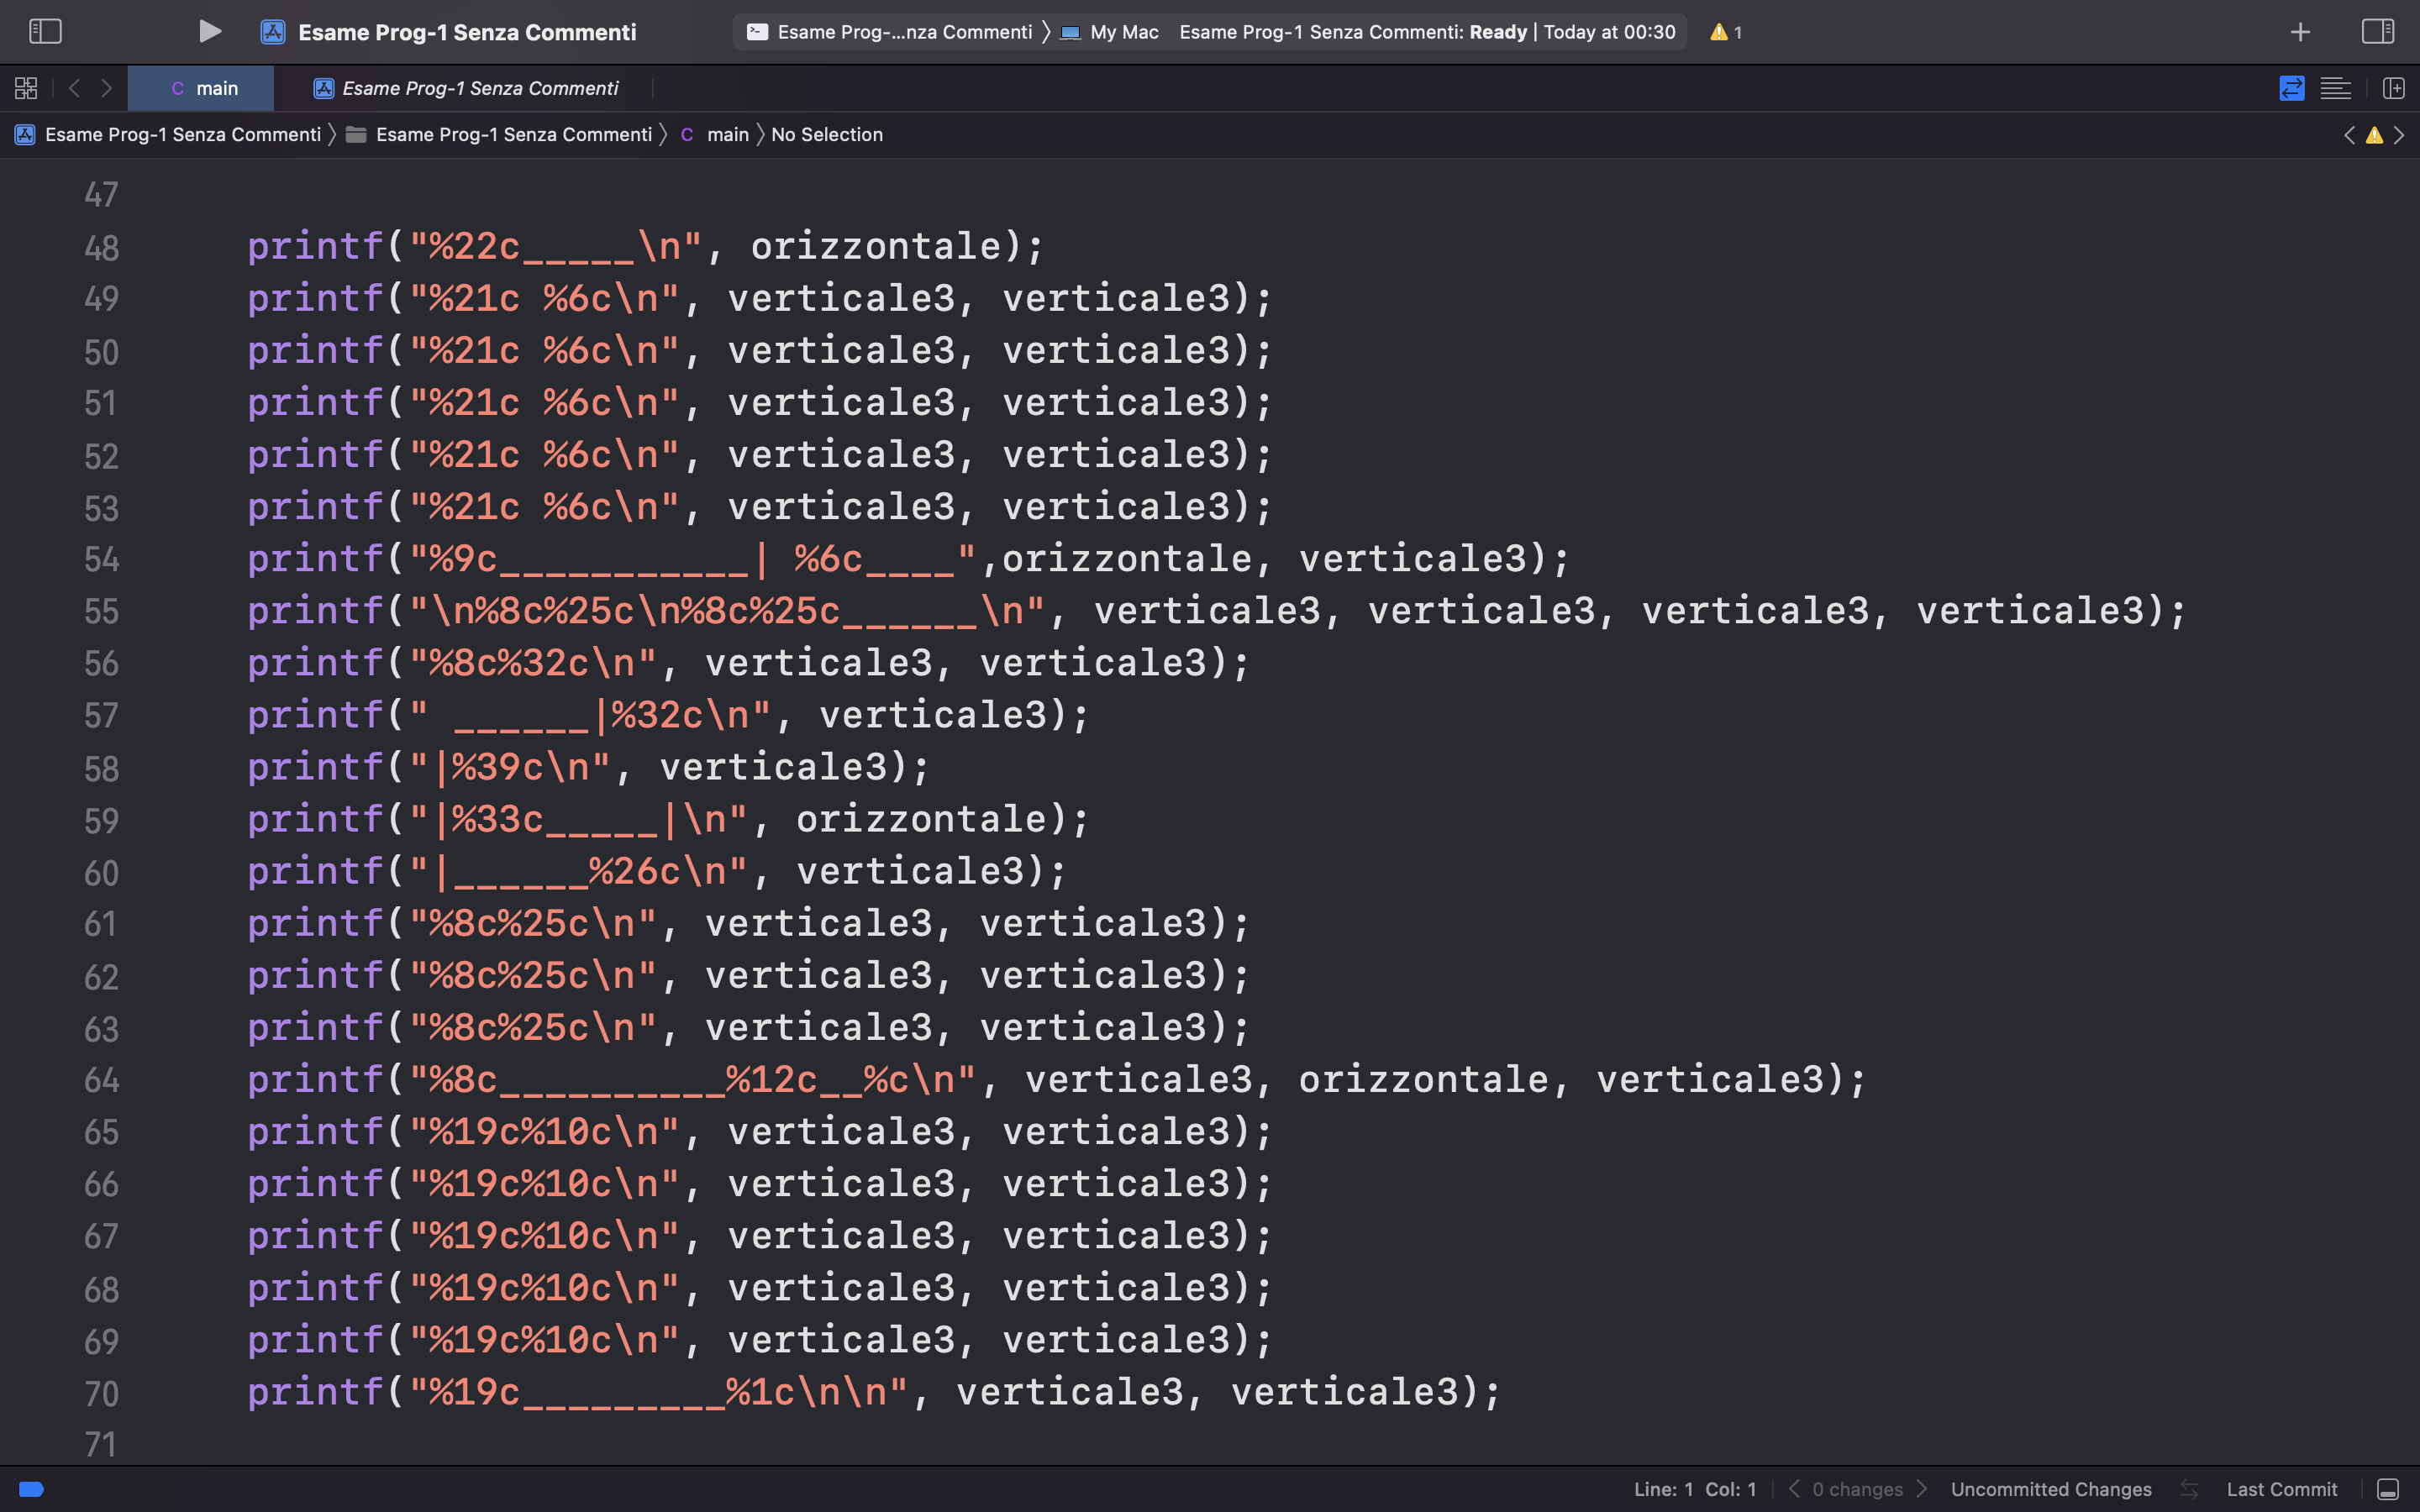 Esame Prog-1 Senza Commenti
Esame Prog-...nza Commenti 〉 My Mac Esame Prog-1 Senza Commenti: Ready | Today at 00:30
1
C main
Esame Prog-1 Senza Commenti
Esame Prog-1 Senza Commenti 〉 Esame Prog-1 Senza Commenti 〉 C main 〉 No Selection
47
48 printf("%22c_____\n", orizzontale);
49 printf("%21c %6c\n", verticale3, verticale3);
50 printf("%21c %6c\n", verticale3, verticale3);
51 printf("%21c %6c\n", verticale3, verticale3);
52 printf("%21c %6c\n", verticale3, verticale3);
53 printf("%21c %6c\n", verticale3, verticale3);
54 printf("%9c___________| %6c____",orizzontale, verticale3);
55 printf("\n%8c%25c\n%8c%25c______\n", verticale3, verticale3, verticale3, verticale3);
56 printf("%8c%32c\n", verticale3, verticale3);
57 printf(" ______|%32c\n", verticale3);
58 printf("|%39c\n", verticale3);
59 printf("|%33c_____|\n", orizzontale);
60 printf("|______%26c\n", verticale3);
61 printf("%8c%25c\n", verticale3, verticale3);
62 printf("%8c%25c\n", verticale3, verticale3);
63 printf("%8c%25c\n", verticale3, verticale3);
64 printf("%8c__________%12c__%c\n", verticale3, orizzontale, verticale3);
65 printf("%19c%10c\n", verticale3, verticale3);
66 printf("%19c%10c\n", verticale3, verticale3);
67 printf("%19c%10c\n", verticale3, verticale3);
68 printf("%19c%10c\n", verticale3, verticale3);
69 printf("%19c%10c\n", verticale3, verticale3);
70 printf("%19c_________%1c\n\n", verticale3, verticale3);
71
Line: 1 Col: 1 0 changes Uncommitted Changes Last Commit